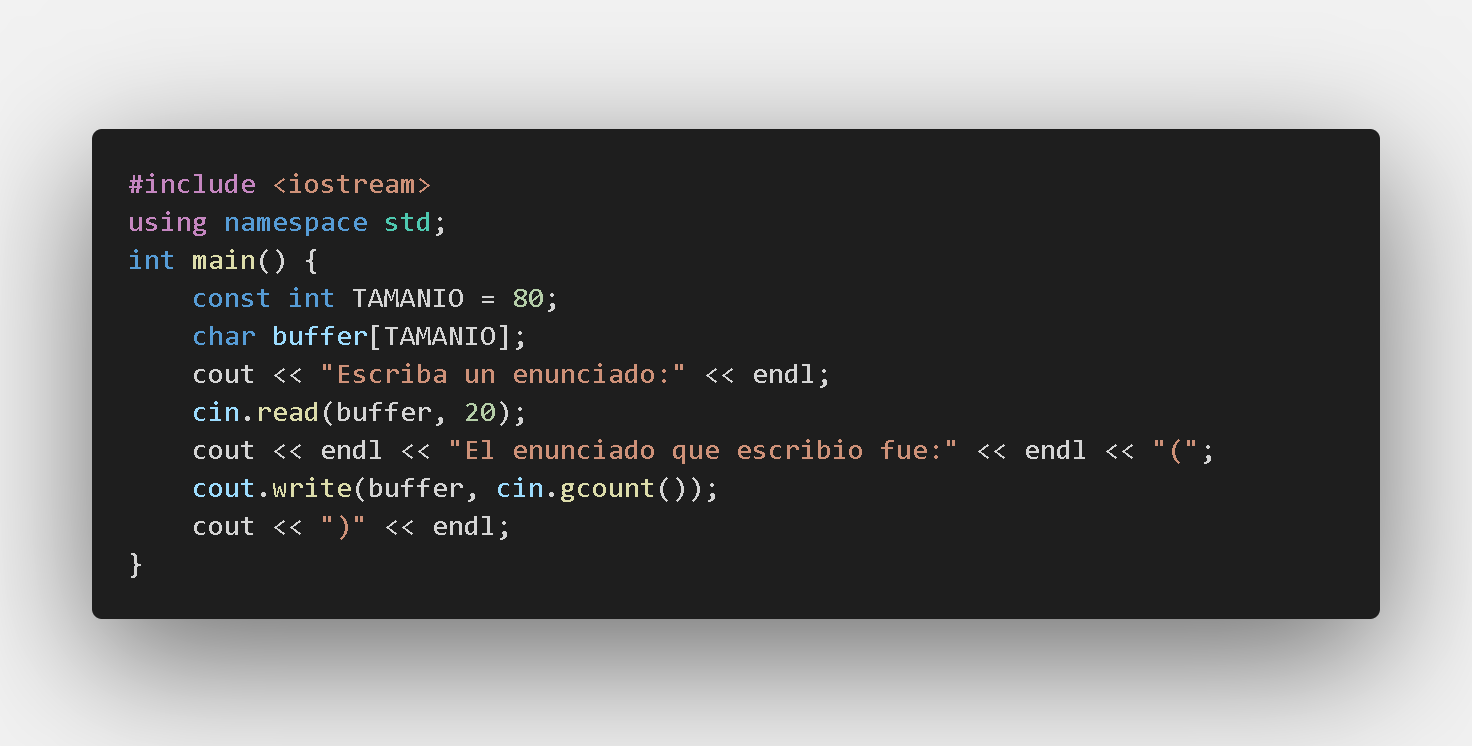 #include <iostream>
using namespace std;
int main() {
    const int TAMANIO = 80;
    char buffer[TAMANIO];
    cout << "Escriba un enunciado:" << endl;
    cin.read(buffer, 20);
    cout << endl << "El enunciado que escribio fue:" << endl << "(";
    cout.write(buffer, cin.gcount());
    cout << ")" << endl;
}